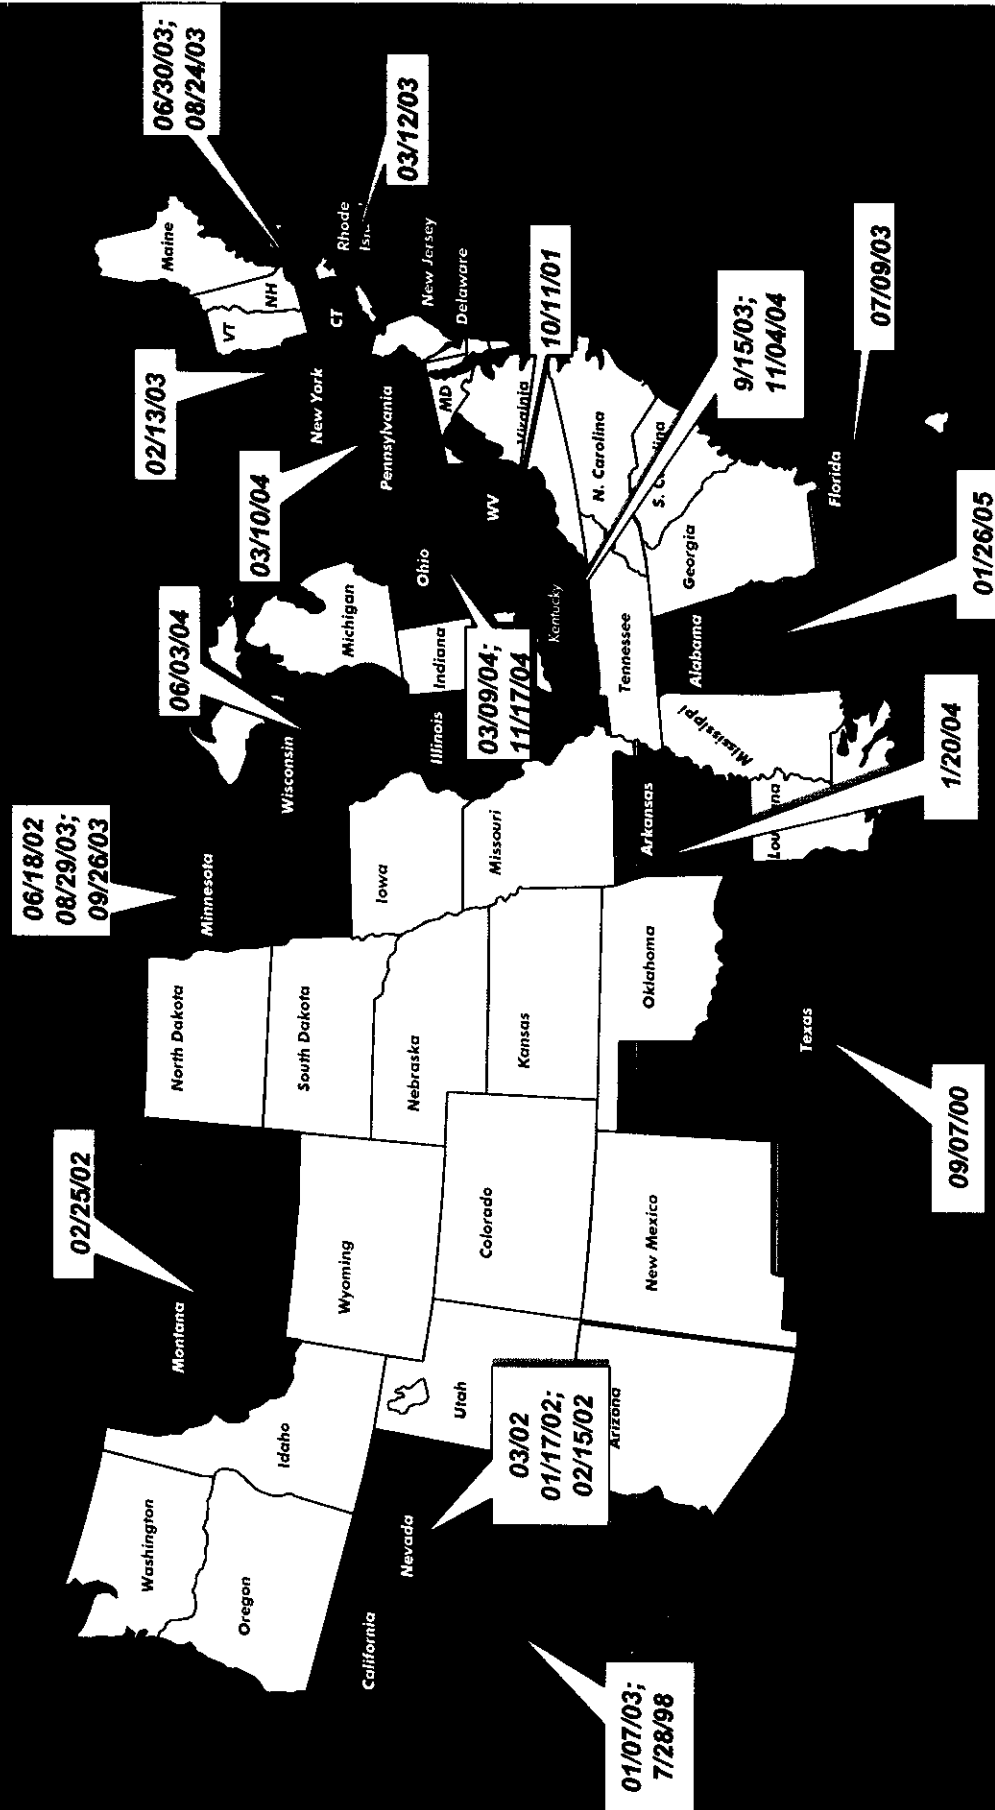 06/30/03;
08/24/03
03/12/03
02/13/03
03/10/04
06/03/04
06/18/02
08/29/03;
09/26/03
02/25/02
10/11/01
9/15/03;
11/04/04
07/09/03
01/26/05
1/20/04
03/09/04;
11/17/04
09/07/00
03/02
01/17/02;
02/15/02
01/07/03;
7/28/98
Washington
Oregon
California
Nevada
Idaho
Montana
Wyoming
Utah
Arizona
Colorado
New Mexico
North Dakota
South Dakota
Nebraska
Kansas
Oklahoma
Texas
Minnesota
Iowa
Missouri
Arkansas
Wisconsin
Illinois
Michigan
Indiana
Ohio
Kentucky
Tennessee
Mississippi
Alabama
Georgia
Florida
N. Carolina
S.
Virginia
WV
MD
Delaware
New Jersey
Pennsylvania
New York
CT
Rhode
VT
NH
Maine